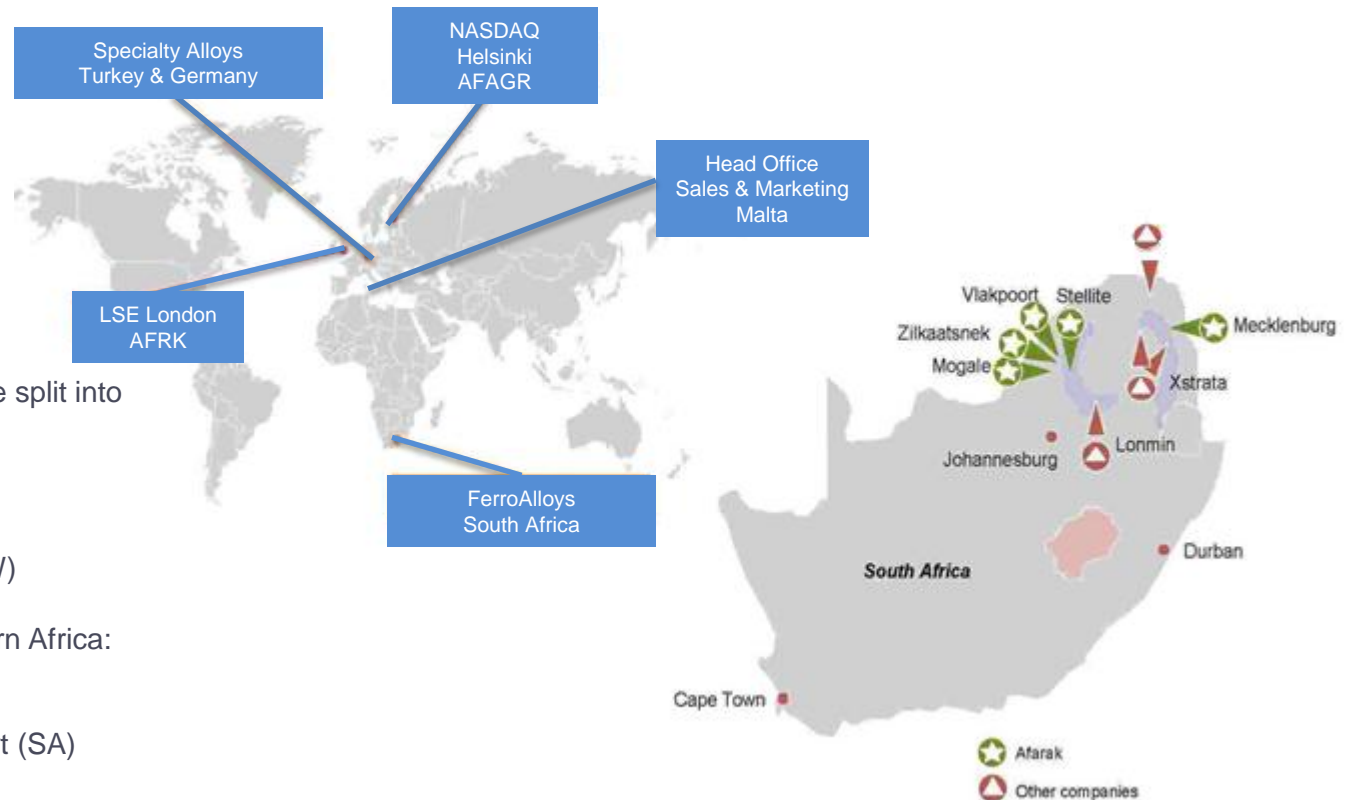 Specialty Alloys
Turkey & Germany
NASDAQ
Helsinki
AFAGR
Head Office
Sales & Marketing
Malta
LSE London
AFRK
e split into
FerroAlloys
South Africa
/)
rn Africa:
t (SA)
Vlakpoort
Stellite
Zilkaatsnek
Mecklenburg
Mogale
Xstrata
Johannesburg
Lonmin
Durban
South Africa
Cape Town
Afarak
Other companies